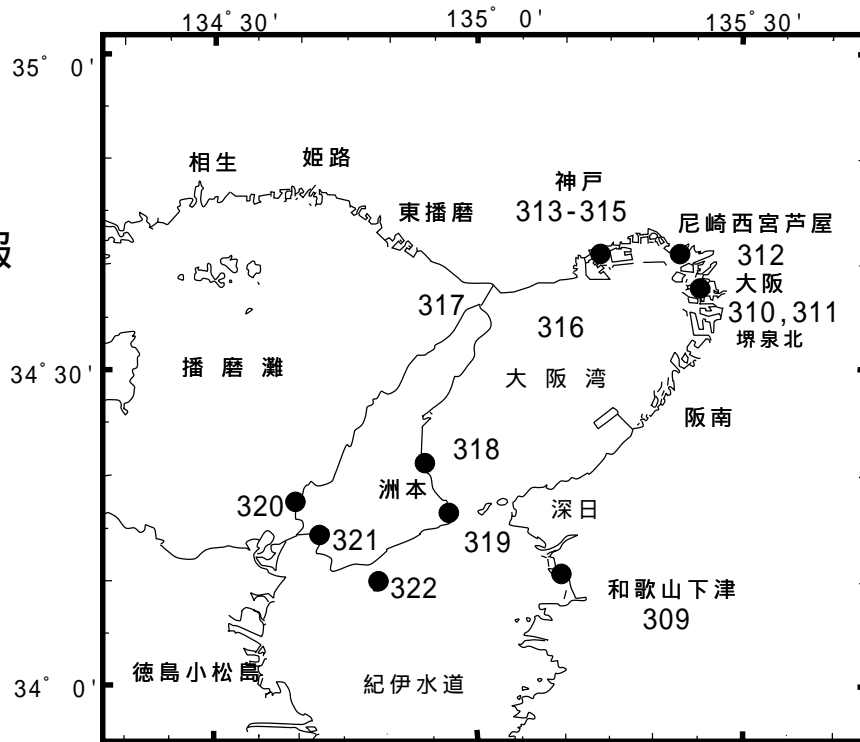 134° 30'
135° 0'
135° 30'
35° 0'
相生
姫路
東播磨
神戸
313-315
尼崎西宮芦屋
312
大阪
310,311
堺泉北
報
317
316
播磨灘
34° 30'
大阪湾
阪南
318
洲本
320
321
319
深日
322
和歌山下津
309
徳島小松島
紀伊水道
34° 0'